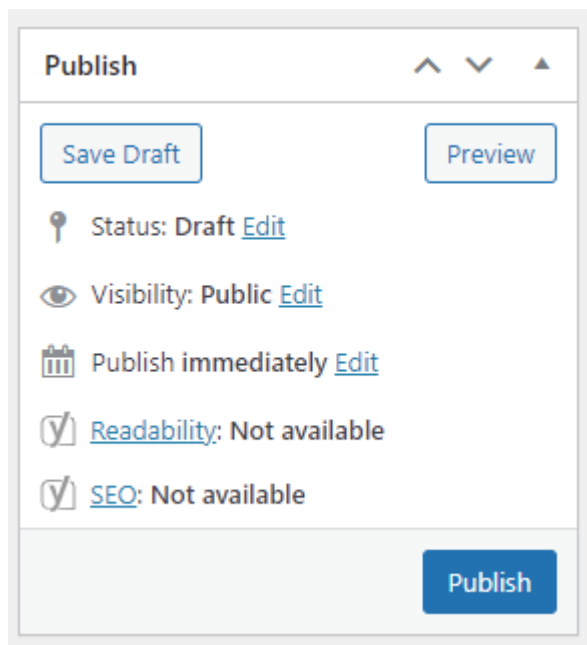 Publish
Save Draft Preview
Status: Draft Edit
Visibility: Public Edit
Publish immediately Edit
Readability: Not available
SEO: Not available
Publish